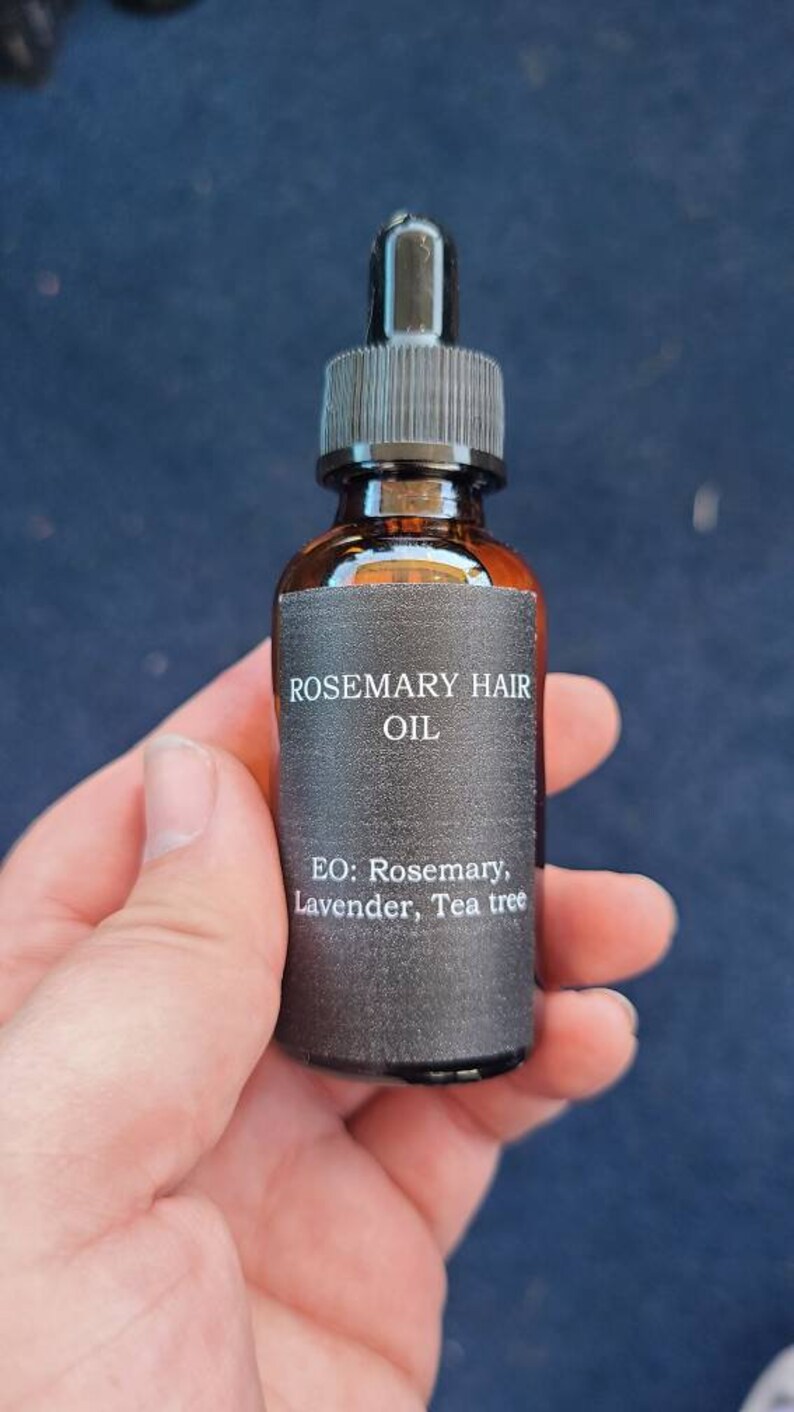 ROSEMARY HAIR
OIL
EO: Rosemary,
Lavender, Tea tree